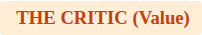 THE CRITIC (Value)